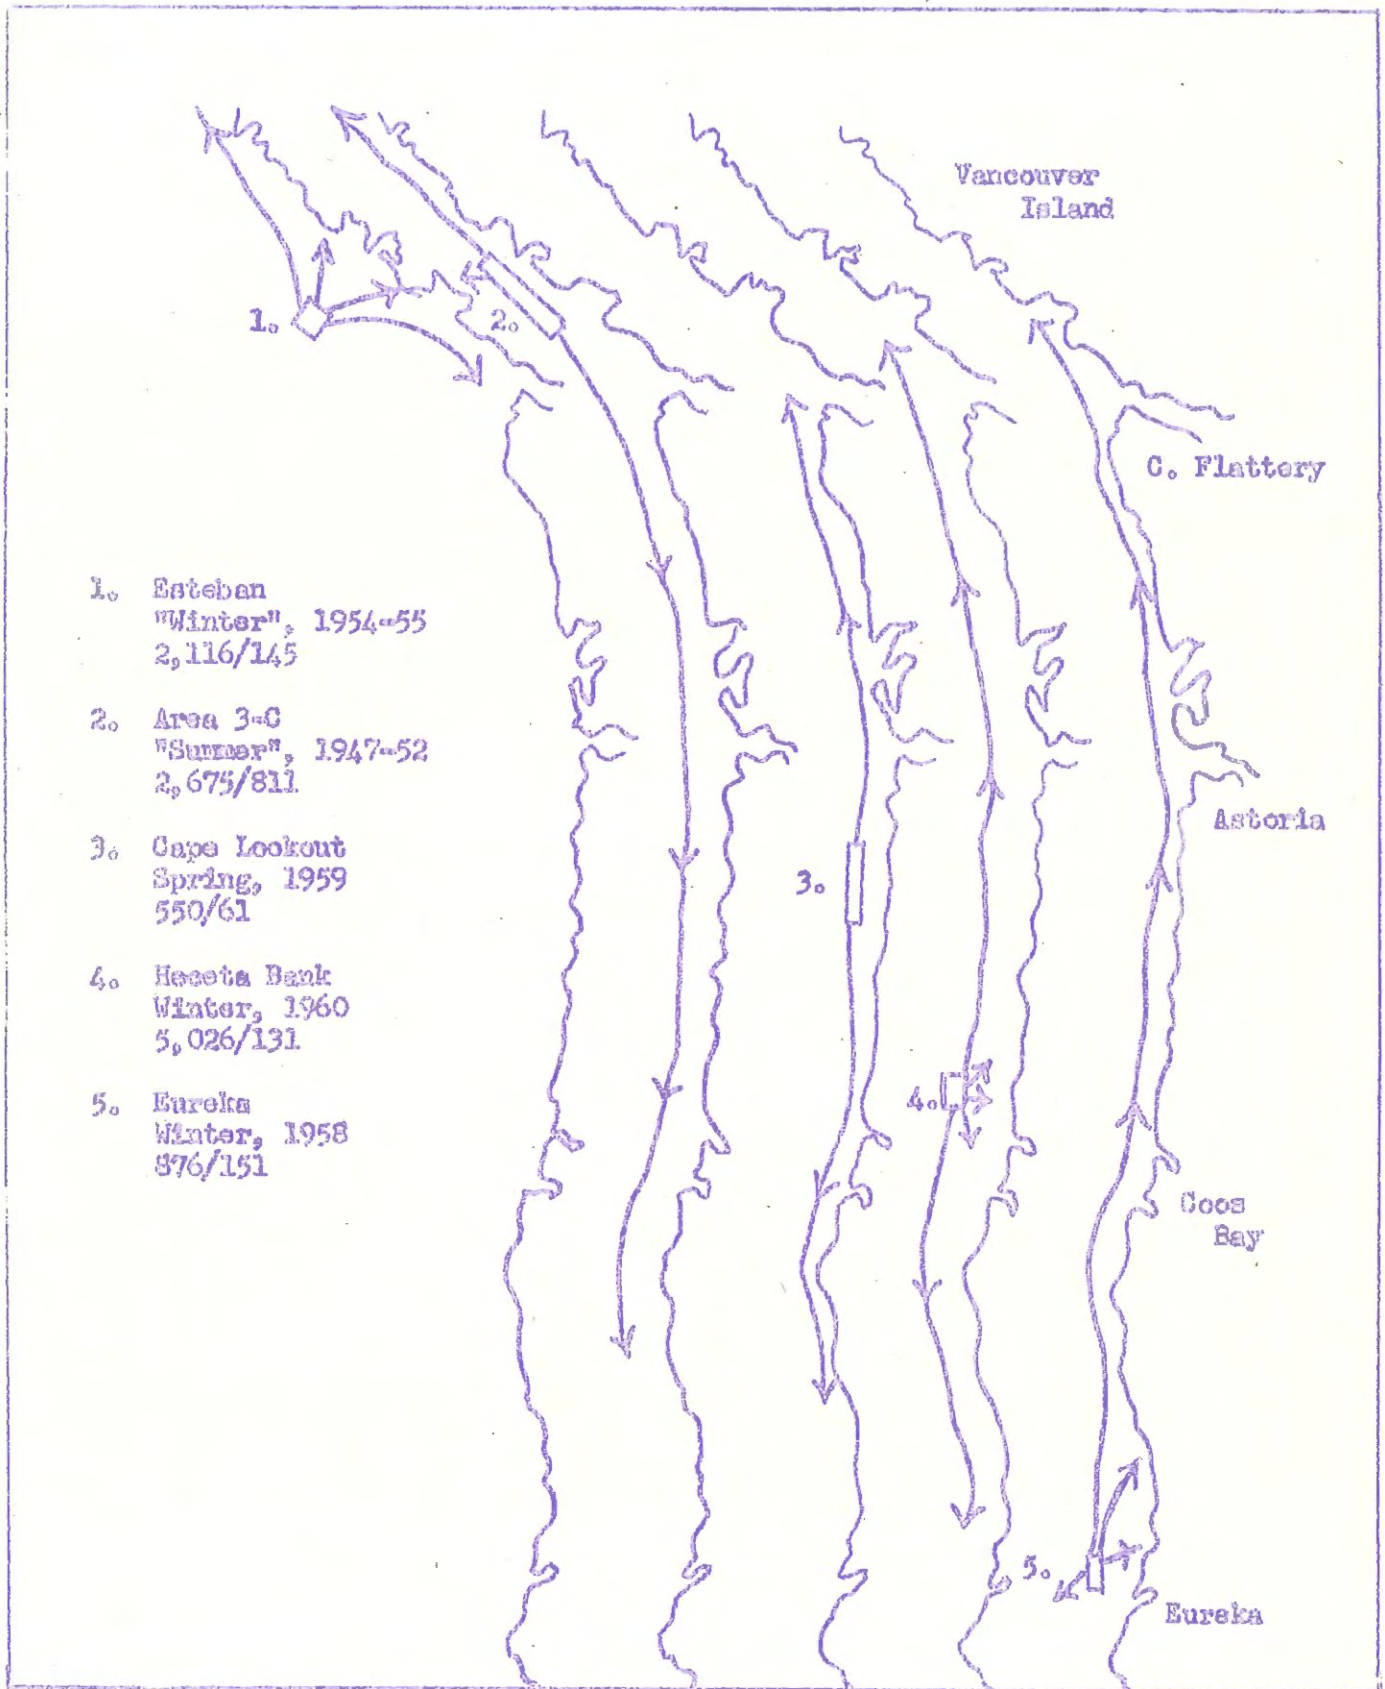 Vancouver
Island
1.
2.
C. Flattery
1. Esteban
"Winter", 1954-55
2,116/145
2. Area 3-C
"Summer", 1947-52
2,675/811
Astoria
3. Cape Lookout
Spring, 1959
550/61
3.
4. Heceta Bank
Winter, 1960
5,026/131
4.
5. Eureka
Winter, 1958
876/151
Coos
Bay
5.
Eureka